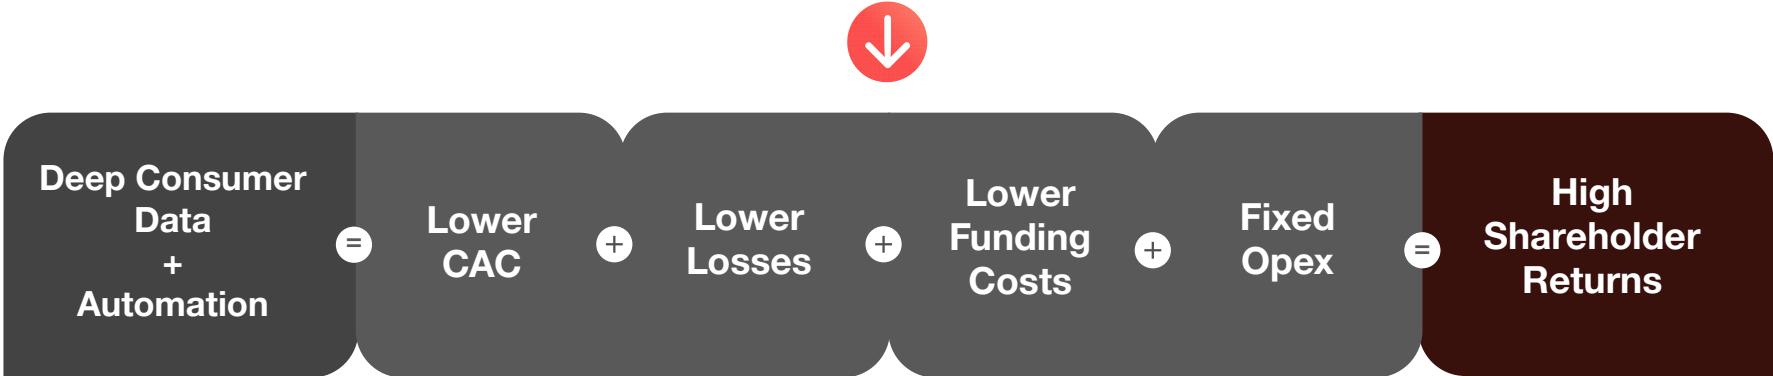 Deep Consumer
Data
+
Automation
=
Lower
CAC
+
Lower
Losses
+
Lower
Funding
Costs
+
Fixed
Opex
=
High
Shareholder
Returns